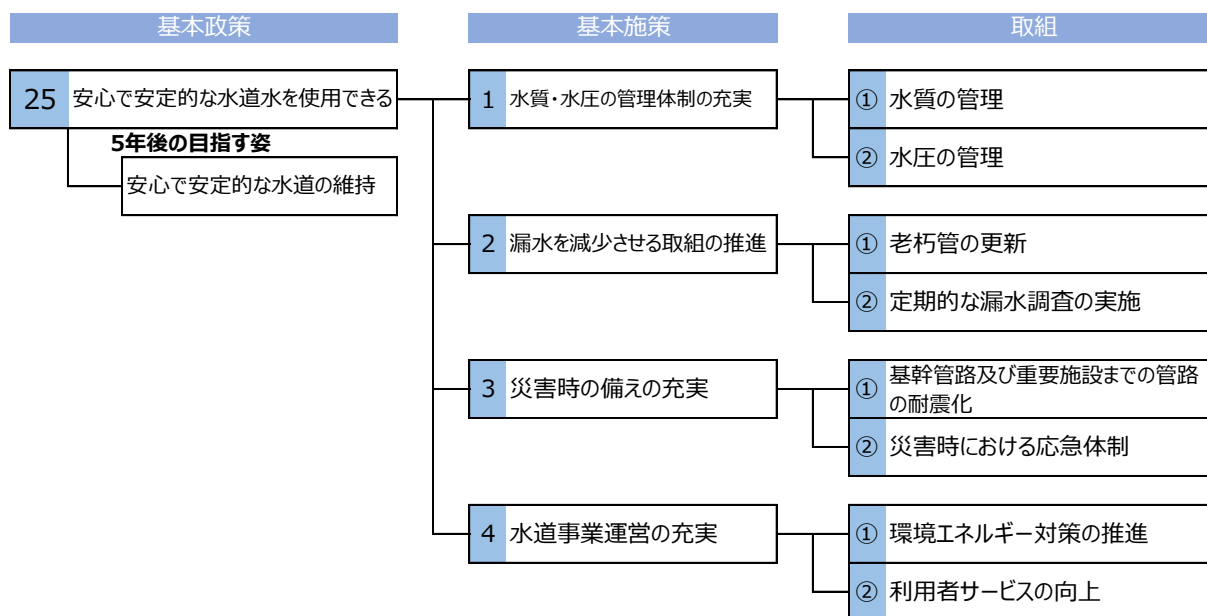 基本政策
基本施策
取組
25 安心で安定的な水道水を使用できる
5年後の目指す姿
安心で安定的な水道の維持
1 水質・水圧の管理体制の充実
① 水質の管理
② 水圧の管理
2 漏水を減少させる取組の推進
① 老朽管の更新
② 定期的な漏水調査の実施
3 災害時の備えの充実
① 基幹管路及び重要施設までの管路
の耐震化
② 災害時における応急体制
4 水道事業運営の充実
① 環境エネルギー対策の推進
② 利用者サービスの向上